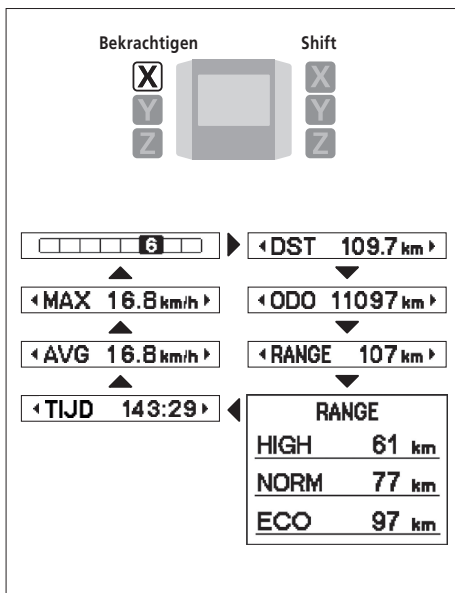 Bekrachtigen Shift
X X
Y Y
Z Z
6 DST 109.7 km
MAX 16.8 km/h ODO 11097 km
AVG 16.8 km/h RANGE 107 km
TIJD 143:29 RANGE
HIGH 61 km
NORM 77 km
ECO 97 km